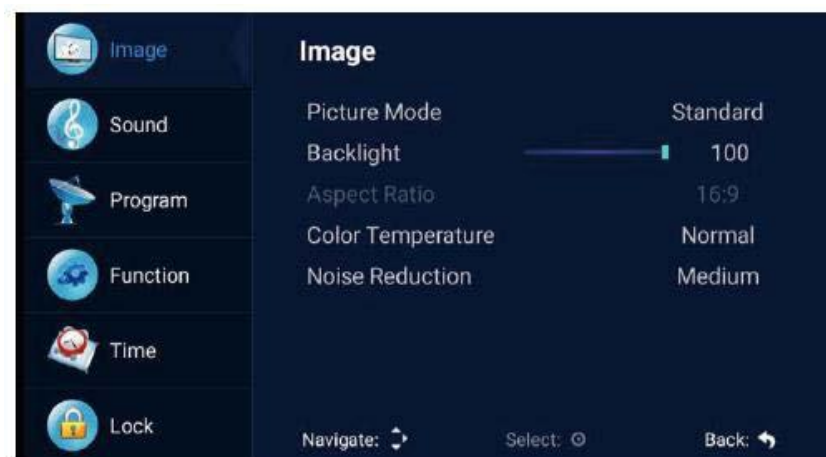 Image
Sound
Program
Function
Time
Lock
Image
Picture Mode Standard
Backlight 100
Aspect Ratio 16:9
Color Temperature Normal
Noise Reduction Medium
Navigate: Select: Back: